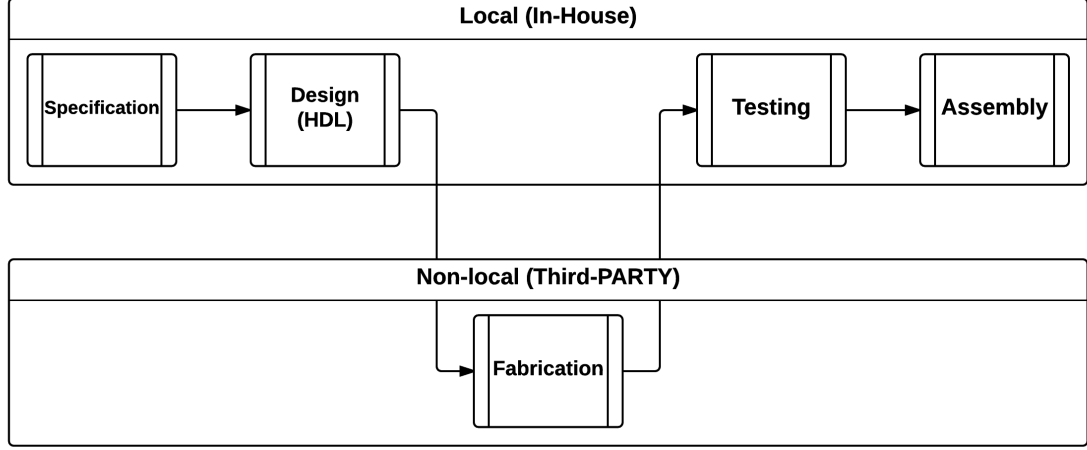 Local (In-House)
Specification
Design
(HDL)
Testing
Assembly
Non-local (Third-PARTY)
Fabrication